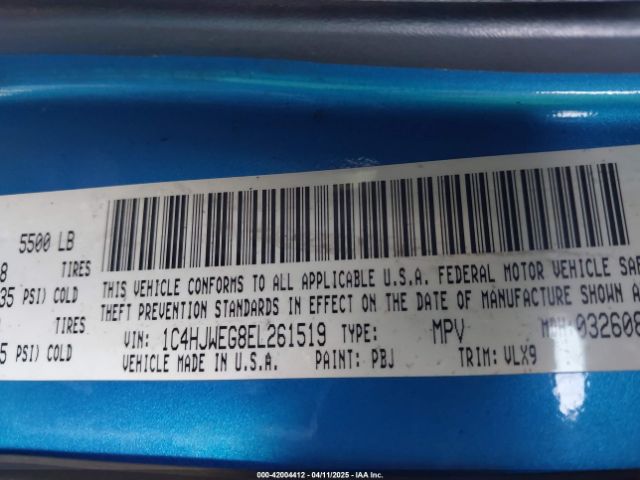 5500 LB
8 TIRES
35 PSI) COLD
TIRES
5 PSI) COLD
THIS VEHICLE CONFORMS TO ALL APPLICABLE U.S.A. FEDERAL MOTOR VEHICLE SAF
THEFT PREVENTION STANDARDS IN EFFECT ON THE DATE OF MANUFACTURE SHOWN A
VIN: 1C4HJWEG8EL261519 TYPE: MPV MDH: 032608
VEHICLE MADE IN U.S.A. PAINT: PBJ TRIM: VLX9
000-42004412 - 04/11/2025 - IAA Inc.